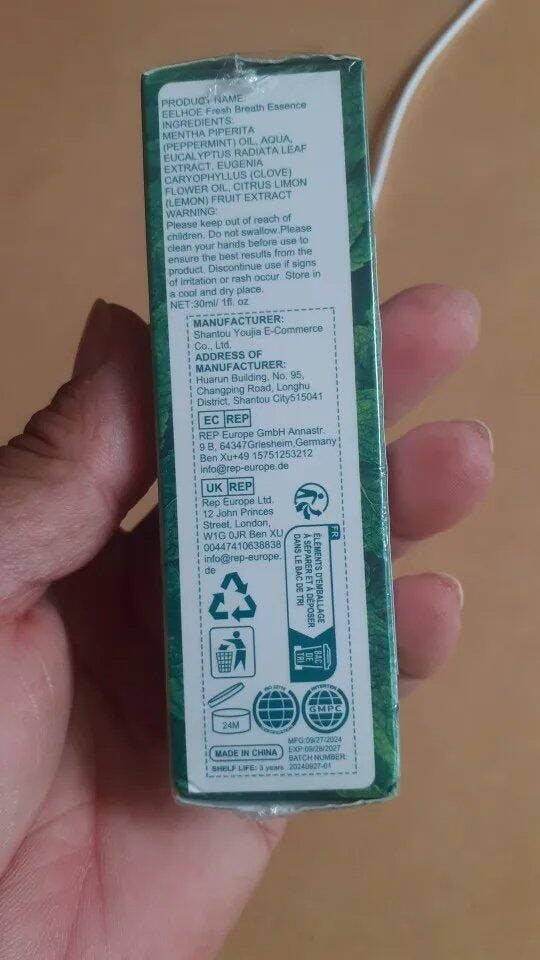 PRODUCT NAME:
EELHOE Fresh Breath Essence
INGREDIENTS:
MENTHA PIPERITA
(PEPPERMINT) OIL, AQUA,
EUCALYPTUS RADIATA LEAF
EXTRACT, EUGENIA
CARYOPHYLLUS (CLOVE)
FLOWER OIL, CITRUS LIMON
(LEMON) FRUIT EXTRACT
WARNING:
Please keep out of reach of
children. Do not swallow.Please
clean your hands before use to
ensure the best results from the
product. Discontinue use if signs
of irritation or rash occur. Store in
a cool and dry place.
NET:30ml/ 1fl. oz
MANUFACTURER:
Shantou Youjia E-Commerce
Co., Ltd.
ADDRESS OF
MANUFACTURER:
Huarun Building, No. 95,
Changping Road, Longhu
District, Shantou City515041
EC REP
REP Europe GmbH Annastr.
9 B, 64347Griesheim,Germany
Ben Xu+49 15751253212
info@rep-europe.de
UK REP
Rep Europe Ltd.
12 John Princes
Street, London,
W1G 0JR Ben XU
00447410638838
info@rep-europe.
de
FR
ÉLÉMENTS D'EMBALLAGE
À SÉPARER ET À DÉPOSER
DANS LE BAC DE TRI
BAC
DE
TRI
24M
GMPC
MADE IN CHINA
SHELF LIFE: 3 years
MFG:09/27/2024
EXP:09/26/2027
BATCH NUMBER:
20240927-01